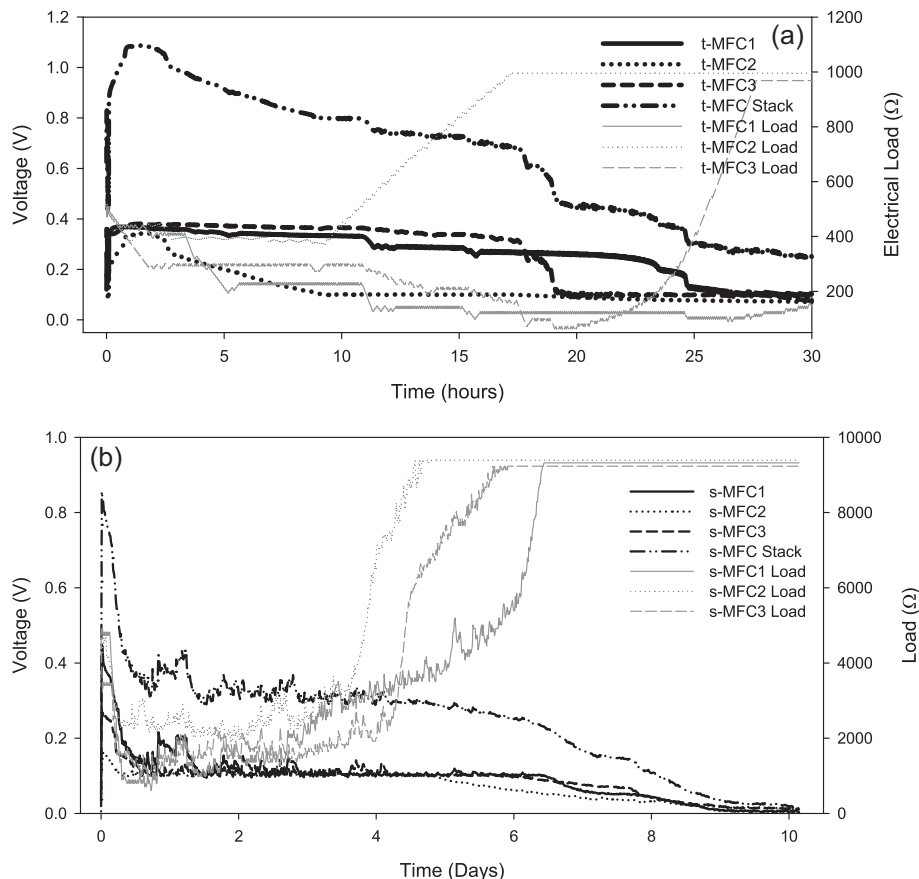 (a)
1.2
1.0
0.8
0.6
0.4
0.2
0.0
Voltage (V)
1200
1000
800
600
400
200
Electrical Load (Ω)
t-MFC1
t-MFC2
t-MFC3
t-MFC Stack
t-MFC1 Load
t-MFC2 Load
t-MFC3 Load
0 5 10 15 20 25 30
Time (hours)
(b)
1.0
0.8
0.6
0.4
0.2
0.0
Voltage (V)
10000
8000
6000
4000
2000
0
Load (Ω)
s-MFC1
s-MFC2
s-MFC3
s-MFC Stack
s-MFC1 Load
s-MFC2 Load
s-MFC3 Load
0 2 4 6 8 10
Time (Days)